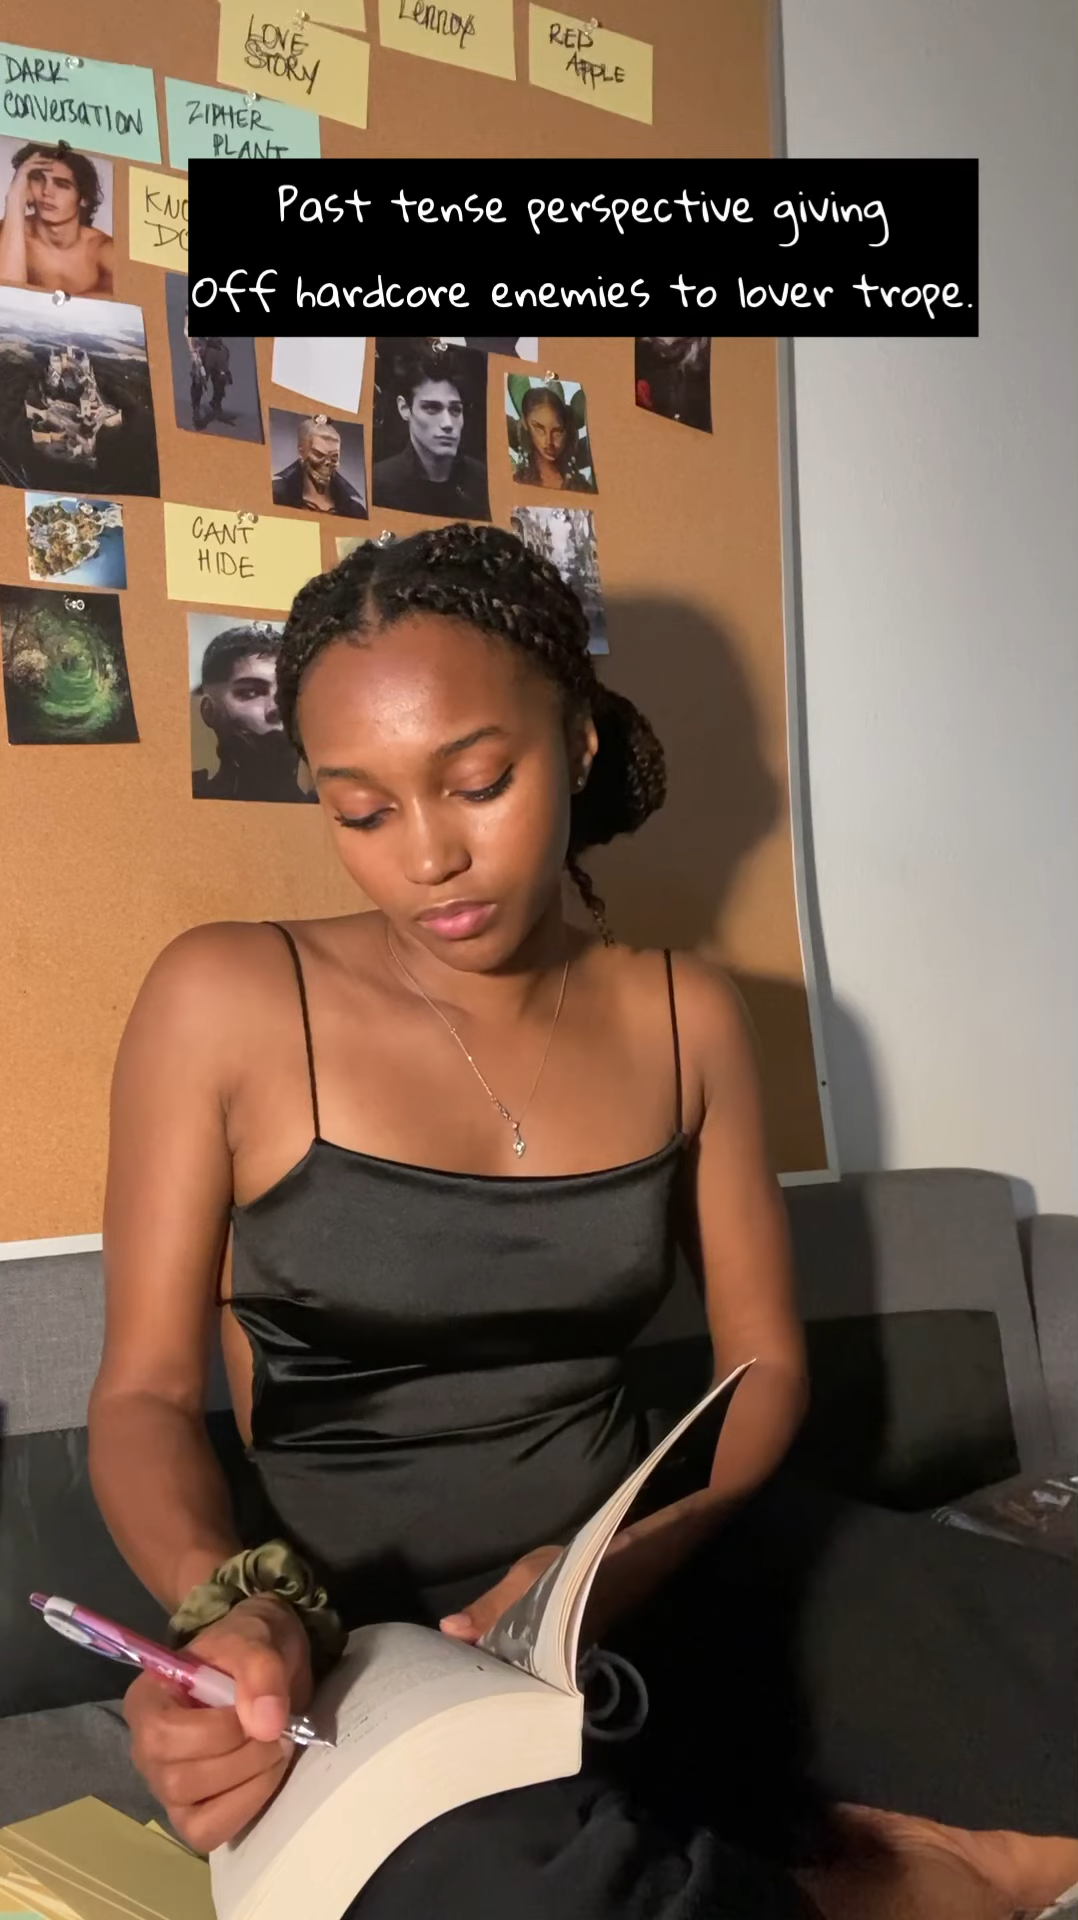 LOVE
STORY
Lennox
RED
APPLE
DARK
CONVERSATION
ZIPHER
PLANT
Past tense perspective giving
off hardcore enemies to lover trope.
CANT
HIDE